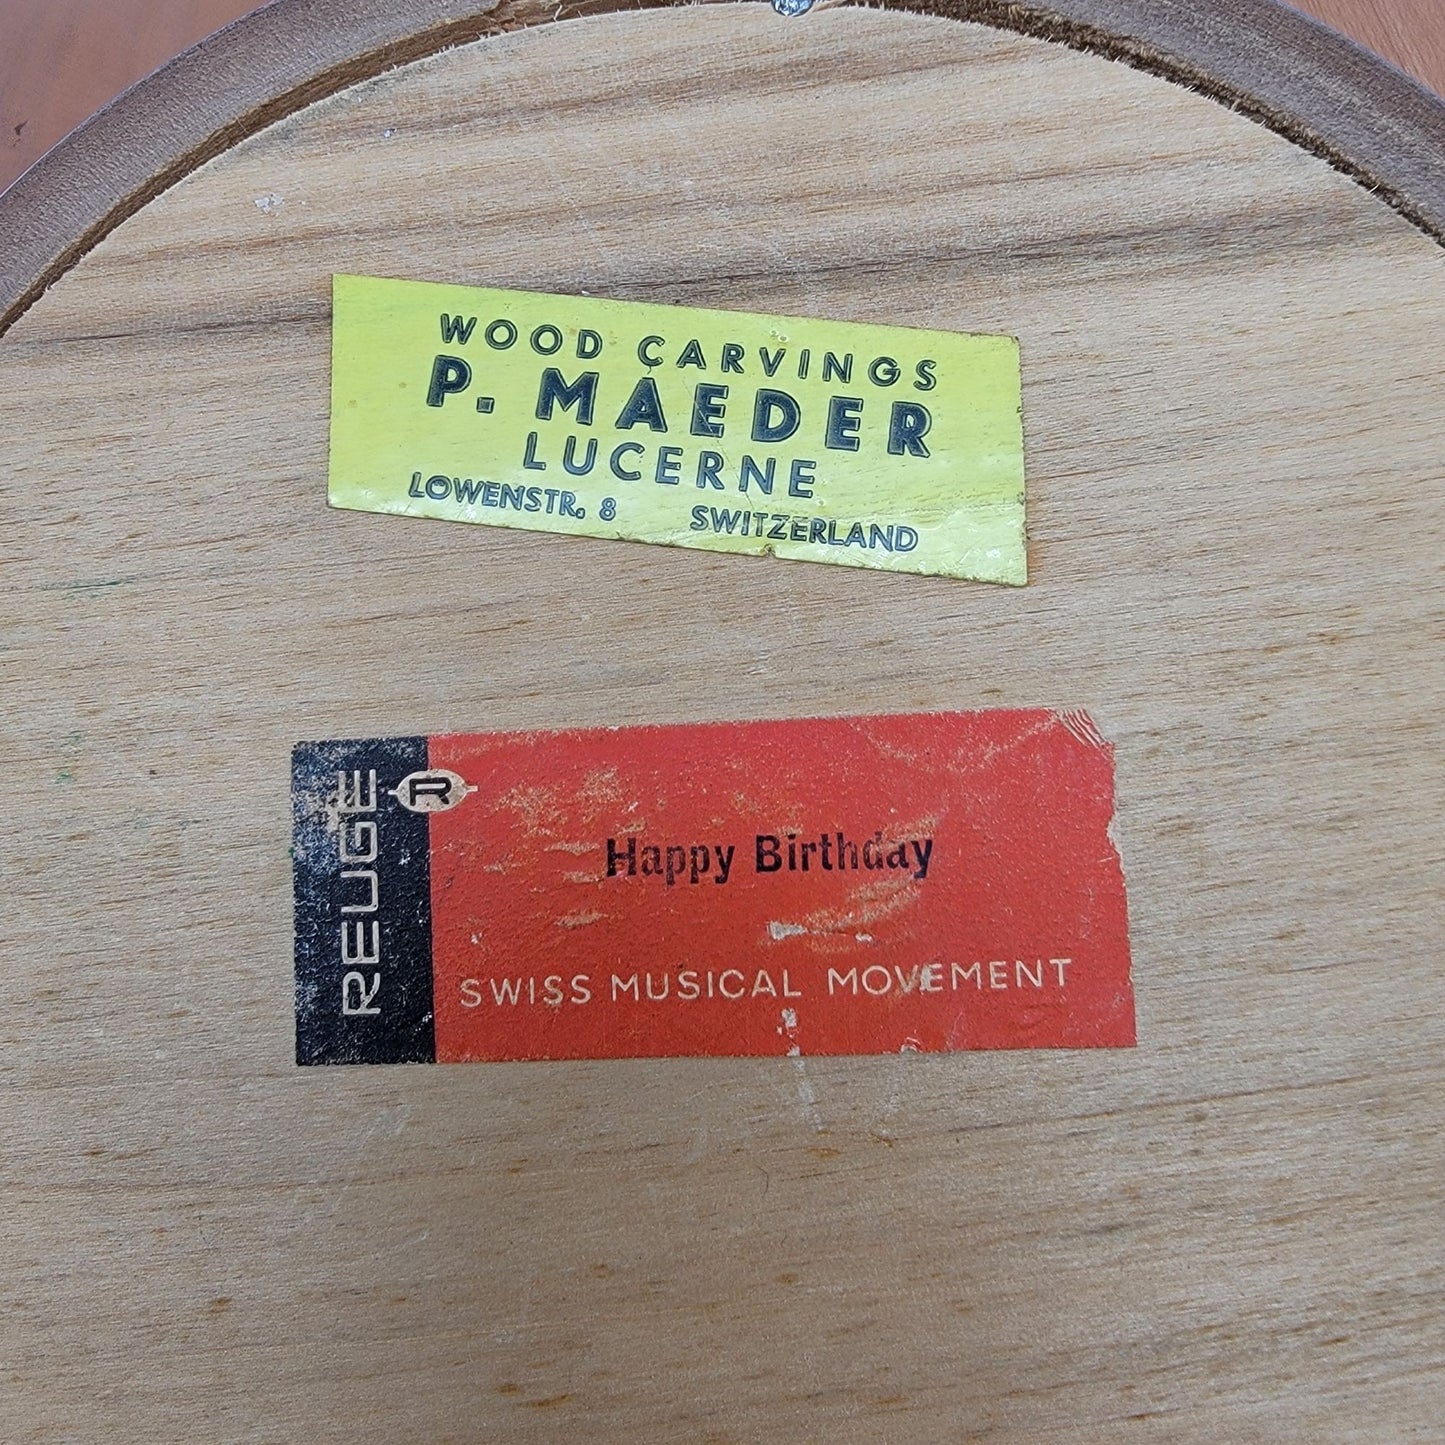 WOOD CARVINGS
P. MAEDER
LUCERNE
LOWENSTR. 8 SWITZERLAND
REUGE
R
Happy Birthday
SWISS MUSICAL MOVEMENT